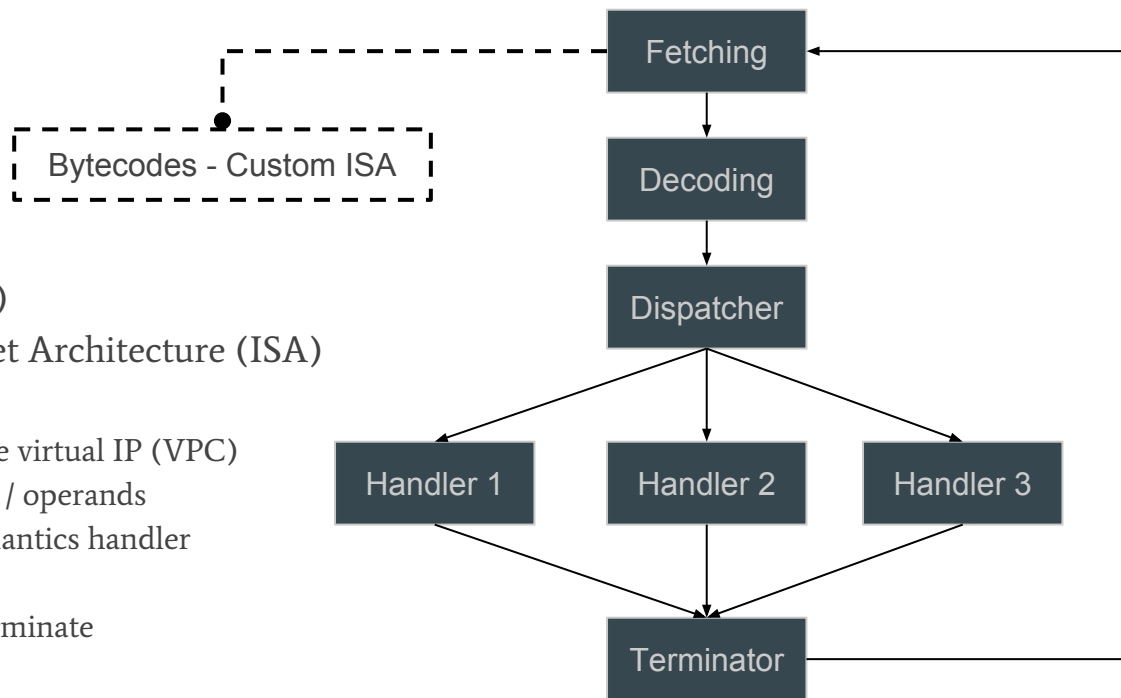 Fetching
Bytecodes - Custom ISA
Decoding
)
Dispatcher
et Architecture (ISA)
e virtual IP (VPC)
Handler 1 Handler 2 Handler 3
/ operands
antics handler
minate
Terminator